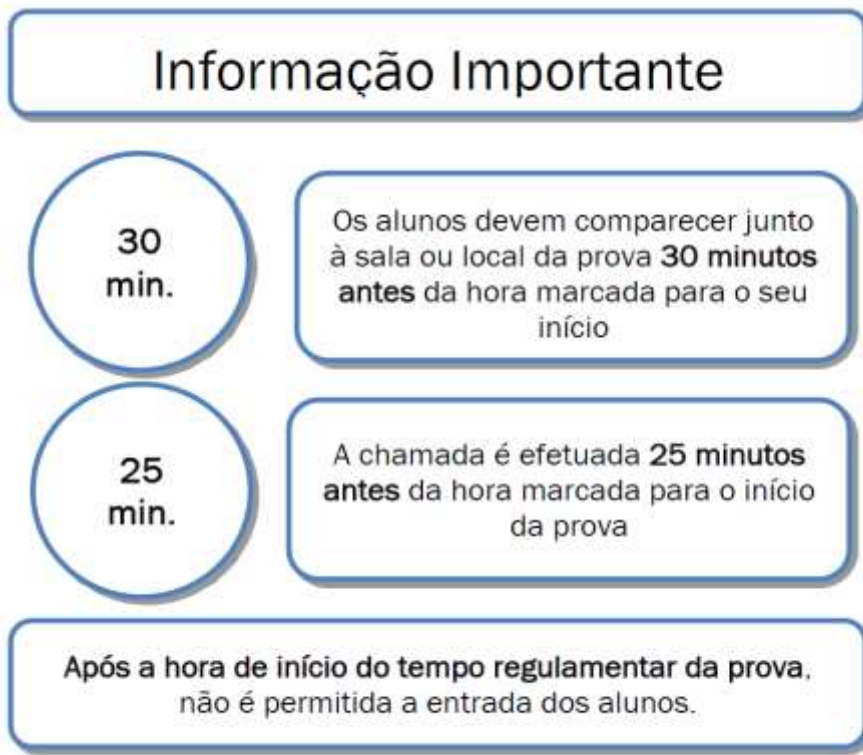 Informação Importante
30
min.
Os alunos devem comparecer junto
à sala ou local da prova 30 minutos
antes da hora marcada para o seu
início
25
min.
A chamada é efetuada 25 minutos
antes da hora marcada para o início
da prova
Após a hora de início do tempo regulamentar da prova,
não é permitida a entrada dos alunos.